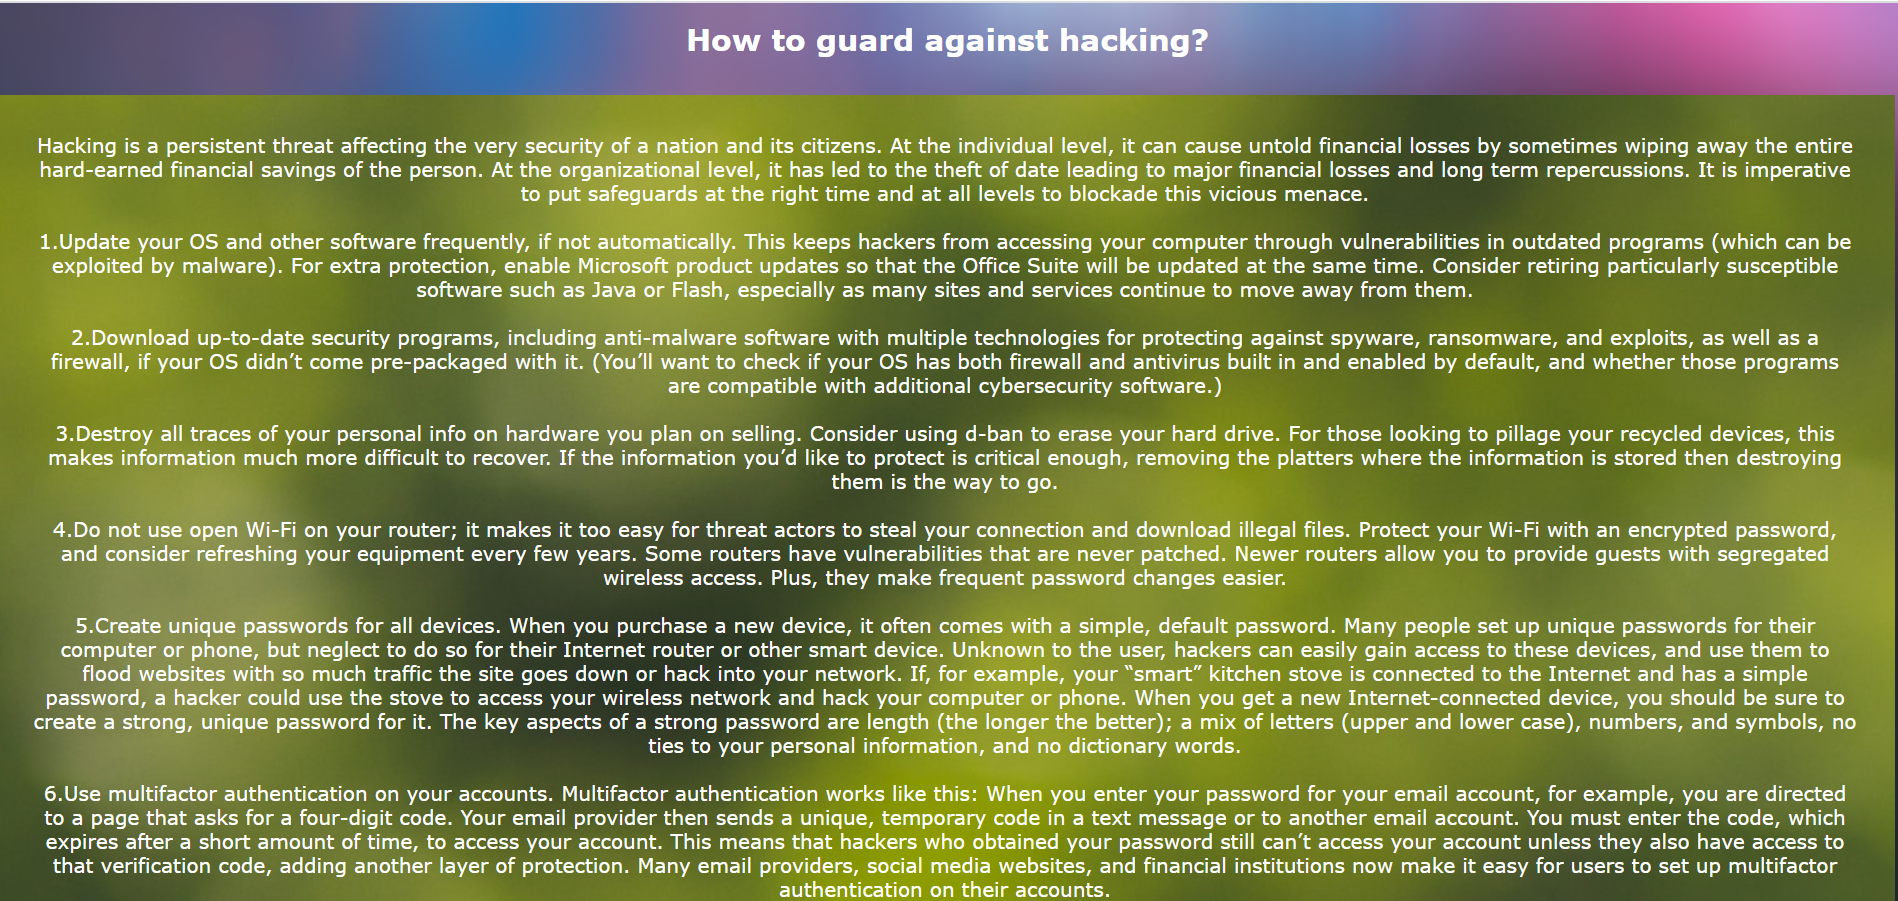 How to guard against hacking?
Hacking is a persistent threat affecting the very security of a nation and its citizens. At the individual level, it can cause untold financial losses by sometimes wiping away the entire
hard-earned financial savings of the person. At the organizational level, it has led to the theft of date leading to major financial losses and long term repercussions. It is imperative
to put safeguards at the right time and at all levels to blockade this vicious menace.
1.Update your OS and other software frequently, if not automatically. This keeps hackers from accessing your computer through vulnerabilities in outdated programs (which can be
exploited by malware). For extra protection, enable Microsoft product updates so that the Office Suite will be updated at the same time. Consider retiring particularly susceptible
software such as Java or Flash, especially as many sites and services continue to move away from them.
2.Download up-to-date security programs, including anti-malware software with multiple technologies for protecting against spyware, ransomware, and exploits, as well as a
firewall, if your OS didn’t come pre-packaged with it. (You’ll want to check if your OS has both firewall and antivirus built in and enabled by default, and whether those programs
are compatible with additional cybersecurity software.)
3.Destroy all traces of your personal info on hardware you plan on selling. Consider using d-ban to erase your hard drive. For those looking to pillage your recycled devices, this
makes information much more difficult to recover. If the information you’d like to protect is critical enough, removing the platters where the information is stored then destroying
them is the way to go.
4.Do not use open Wi-Fi on your router; it makes it too easy for threat actors to steal your connection and download illegal files. Protect your Wi-Fi with an encrypted password,
and consider refreshing your equipment every few years. Some routers have vulnerabilities that are never patched. Newer routers allow you to provide guests with segregated
wireless access. Plus, they make frequent password changes easier.
5.Create unique passwords for all devices. When you purchase a new device, it often comes with a simple, default password. Many people set up unique passwords for their
computer or phone, but neglect to do so for their Internet router or other smart device. Unknown to the user, hackers can easily gain access to these devices, and use them to
flood websites with so much traffic the site goes down or hack into your network. If, for example, your “smart” kitchen stove is connected to the Internet and has a simple
password, a hacker could use the stove to access your wireless network and hack your computer or phone. When you get a new Internet-connected device, you should be sure to
create a strong, unique password for it. The key aspects of a strong password are length (the longer the better); a mix of letters (upper and lower case), numbers, and symbols, no
ties to your personal information, and no dictionary words.
6.Use multifactor authentication on your accounts. Multifactor authentication works like this: When you enter your password for your email account, for example, you are directed
to a page that asks for a four-digit code. Your email provider then sends a unique, temporary code in a text message or to another email account. You must enter the code, which
expires after a short amount of time, to access your account. This means that hackers who obtained your password still can’t access your account unless they also have access to
that verification code, adding another layer of protection. Many email providers, social media websites, and financial institutions now make it easy for users to set up multifactor
authentication on their accounts.